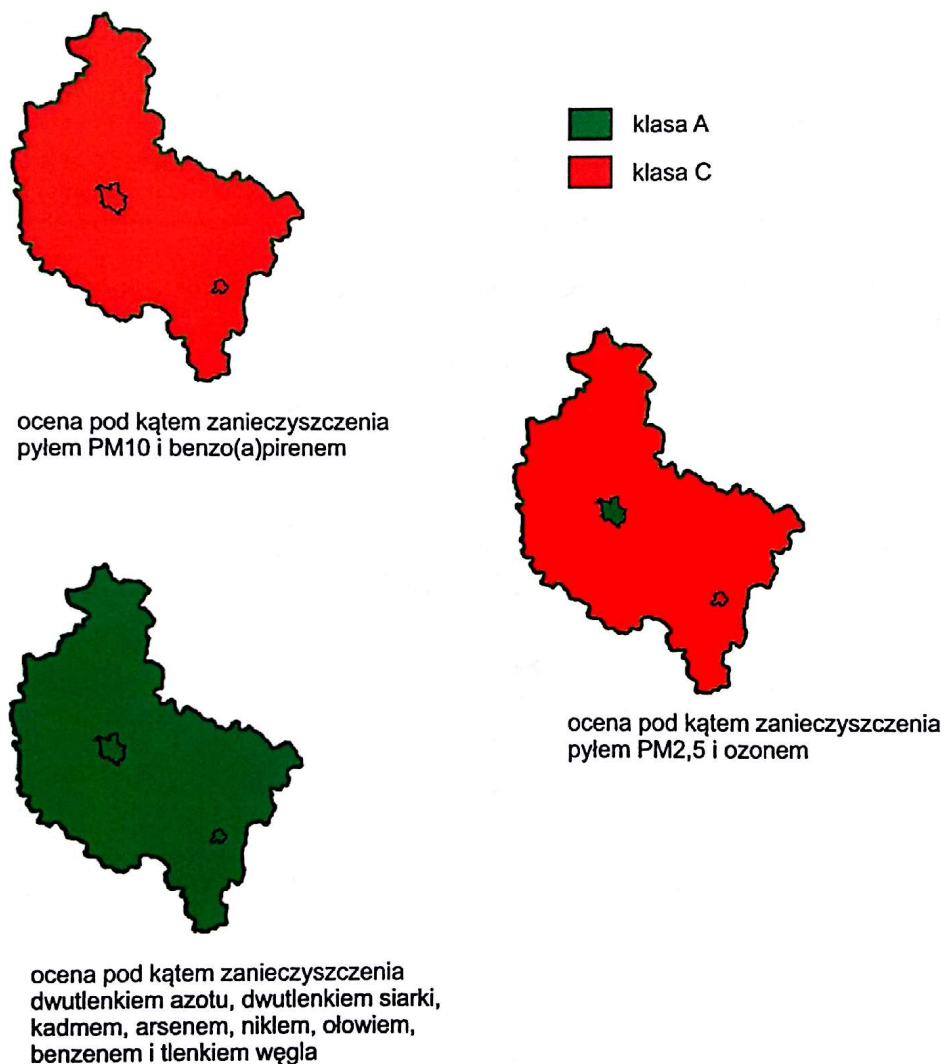 klasa A
klasa C
ocena pod kątem zanieczyszczenia
pyłem PM10 i benzo(a)pirenem
ocena pod kątem zanieczyszczenia
pyłem PM2,5 i ozonem
ocena pod kątem zanieczyszczenia
dwutlenkiem azotu, dwutlenkiem siarki,
kadmem, arsenem, niklem, ołowiem,
benzenem i tlenkiem węgla